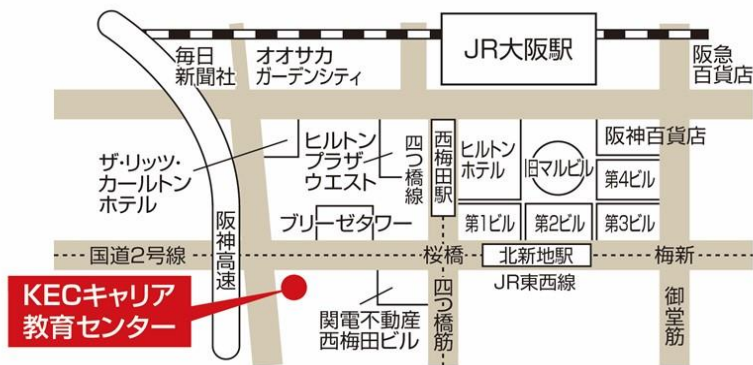 JR大阪駅
毎日
新聞社
オオサカ
ガーデンシティ
阪急
百貨店
ザ・リッツ・
カールトン
ホテル
ヒルトン
プラザ
ウエスト
四つ橋線
西梅田駅
ヒルトン
ホテル
旧マルビル
阪神百貨店
第4ビル
第1ビル
第2ビル
第3ビル
ブリーゼタワー
阪神高速
国道2号線
桜橋
北新地駅
梅新
JR東西線
KECキャリア
教育センター
関電不動産
西梅田ビル
四つ橋筋
御堂筋